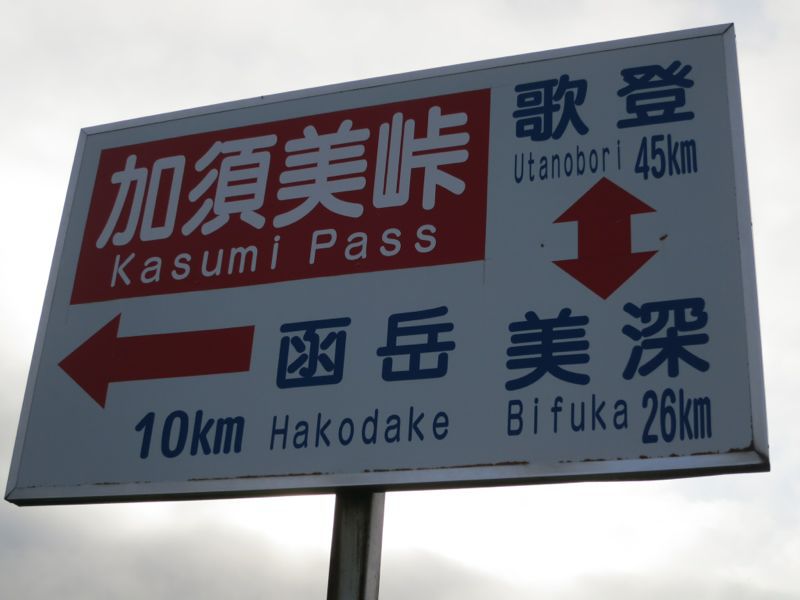 加須美峠
Kasumi Pass
歌登
Utanobori 45km
函岳
10km Hakodake
美深
Bifuka 26km